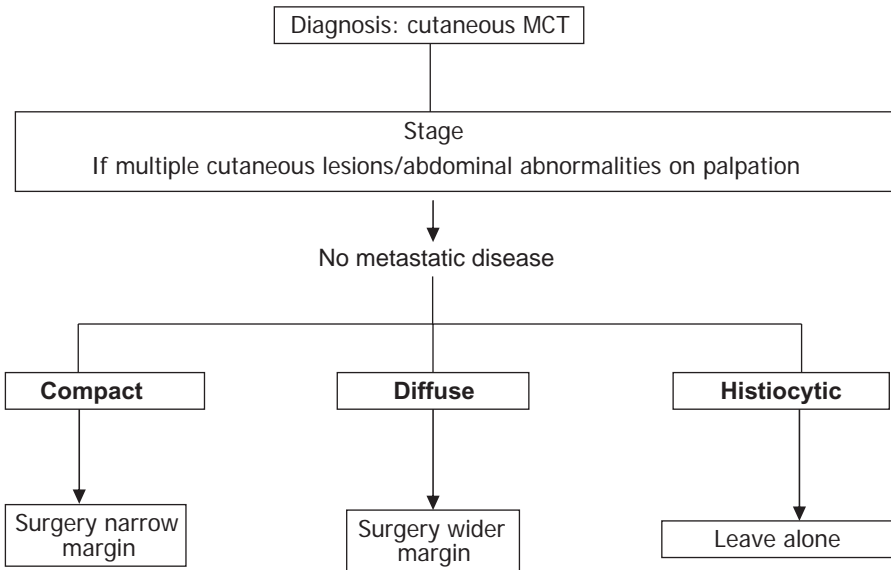 Diagnosis: cutaneous MCT
Stage
If multiple cutaneous lesions/abdominal abnormalities on palpation
No metastatic disease
Compact
Diffuse
Histiocytic
Surgery narrow
margin
Surgery wider
margin
Leave alone